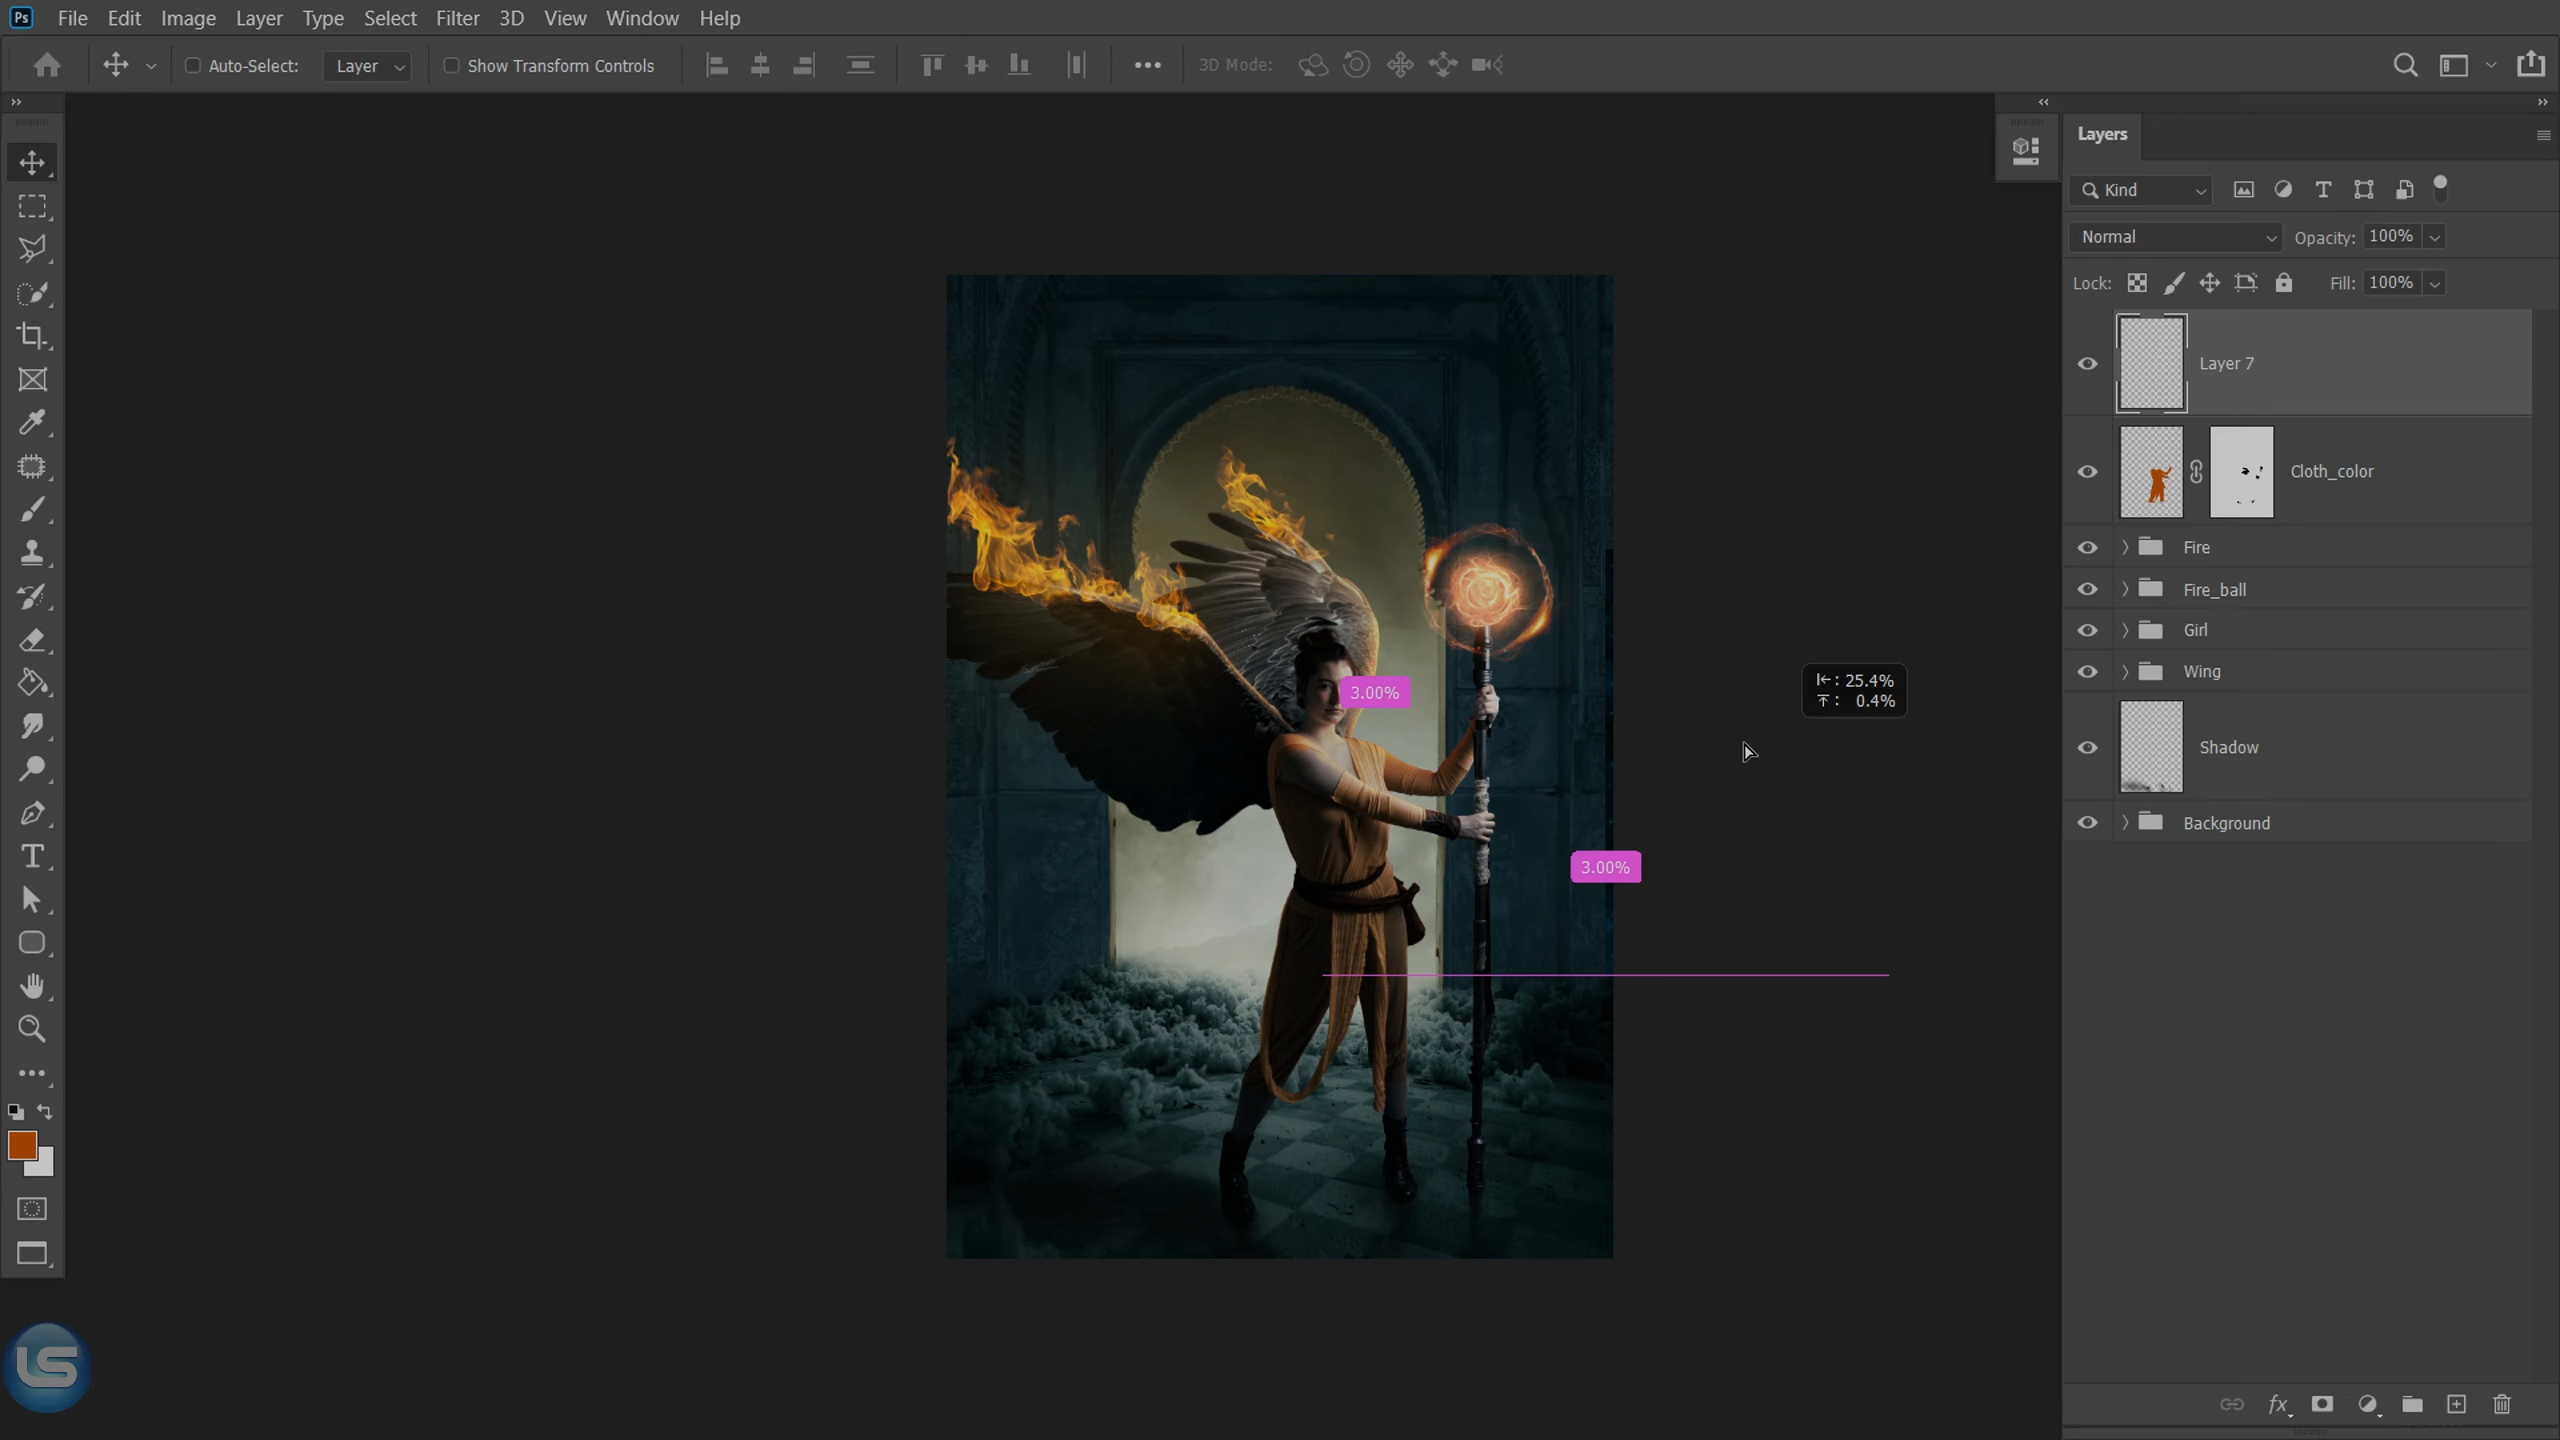 Ps File Edit Image Layer Type Select Filter 3D View Window Help
Auto-Select: Layer Show Transform Controls 3D Mode:
Layers
Kind
Normal Opacity: 100%
Lock: Fill: 100%
Layer 7
Cloth_color
Fire
Fire_ball
Girl
Wing
Shadow
Background
3.00%
: 25.4%
: 0.4%
3.00%
LS
fx